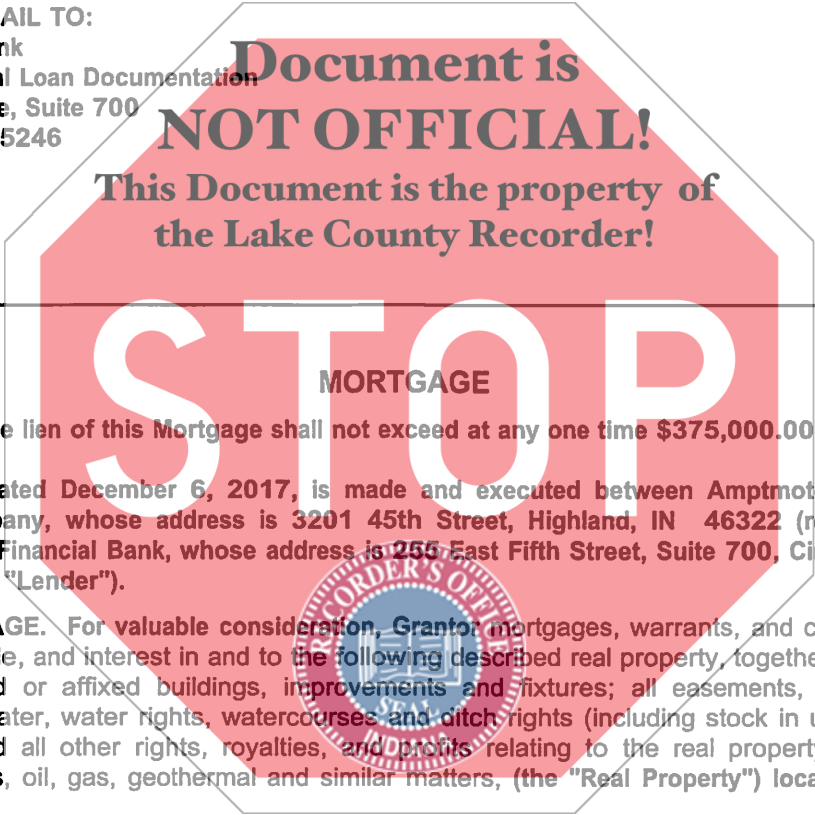 AIL TO:
nk
l Loan Documentation
e, Suite 700
5246
Document is
NOT OFFICIAL!
This Document is the property of
the Lake County Recorder!
STOP
MORTGAGE
e lien of this Mortgage shall not exceed at any one time $375,000.00
ated December 6, 2017, is made and executed between Amptmot
any, whose address is 3201 45th Street, Highland, IN 46322 (r
Financial Bank, whose address is 255 East Fifth Street, Suite 700, Ci
"Lender").
GE. For valuable consideration, Grantor mortgages, warrants, and c
e, and interest in and to the following described real property, togethe
d or affixed buildings, improvements and fixtures; all easements,
ater, water rights, watercourses and ditch rights (including stock in u
d all other rights, royalties, and profits relating to the real property
s, oil, gas, geothermal and similar matters, (the "Real Property") loca
RECORDER'S OFFICE
SEAL
INDIANA